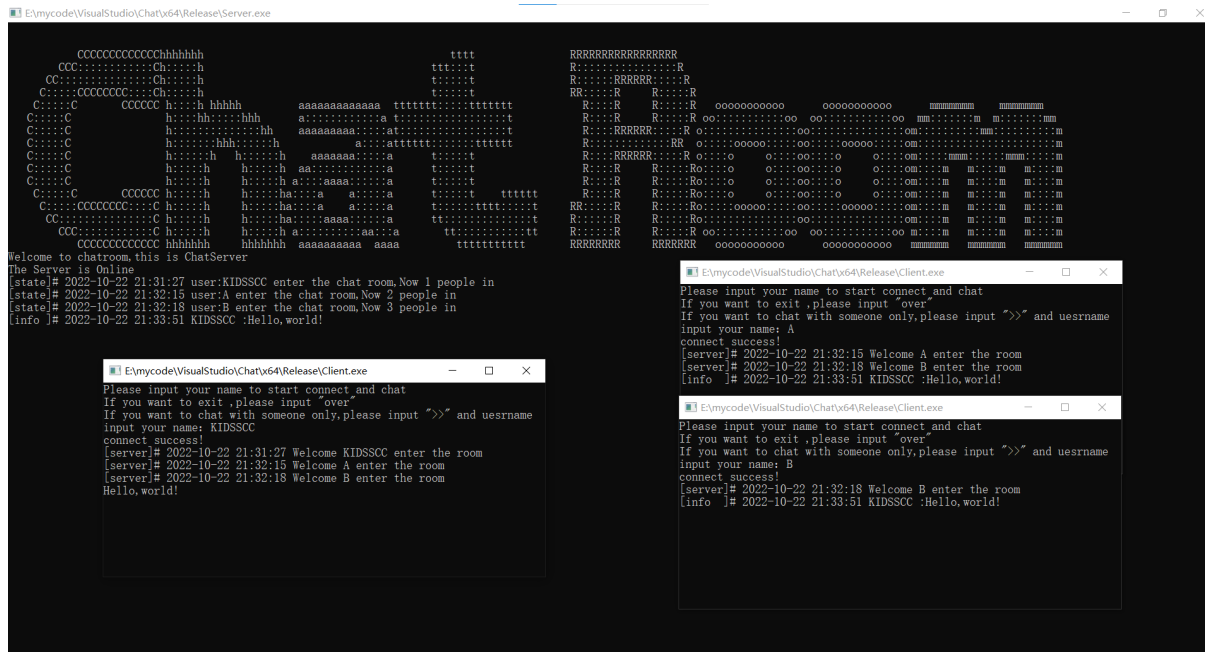 E:\mycode\VisualStudio\Chat\x64\Release\Server.exe
Chat Room
Welcome to chatroom,this is ChatServer
The Server is Online
[state]# 2022-10-22 21:31:27 user:KIDSSCC enter the chat room,Now 1 people in
[state]# 2022-10-22 21:32:15 user:A enter the chat room,Now 2 people in
[state]# 2022-10-22 21:32:18 user:B enter the chat room,Now 3 people in
[info ]# 2022-10-22 21:33:51 KIDSSCC :Hello,world!
E:\mycode\VisualStudio\Chat\x64\Release\Client.exe
Please input your name to start connect and chat
If you want to exit ,please input "over"
If you want to chat with someone only,please input ">>" and uesrname
input your name: KIDSSCC
connect success!
[server]# 2022-10-22 21:31:27 Welcome KIDSSCC enter the room
[server]# 2022-10-22 21:32:15 Welcome A enter the room
[server]# 2022-10-22 21:32:18 Welcome B enter the room
Hello,world!
E:\mycode\VisualStudio\Chat\x64\Release\Client.exe
Please input your name to start connect and chat
If you want to exit ,please input "over"
If you want to chat with someone only,please input ">>" and uesrname
input your name: A
connect success!
[server]# 2022-10-22 21:32:15 Welcome A enter the room
[server]# 2022-10-22 21:32:18 Welcome B enter the room
[info  ]# 2022-10-22 21:33:51 KIDSSCC :Hello,world!
E:\mycode\VisualStudio\Chat\x64\Release\Client.exe
Please input your name to start connect and chat
If you want to exit ,please input "over"
If you want to chat with someone only,please input ">>" and uesrname
input your name: B
connect success!
[server]# 2022-10-22 21:32:18 Welcome B enter the room
[info  ]# 2022-10-22 21:33:51 KIDSSCC :Hello,world!